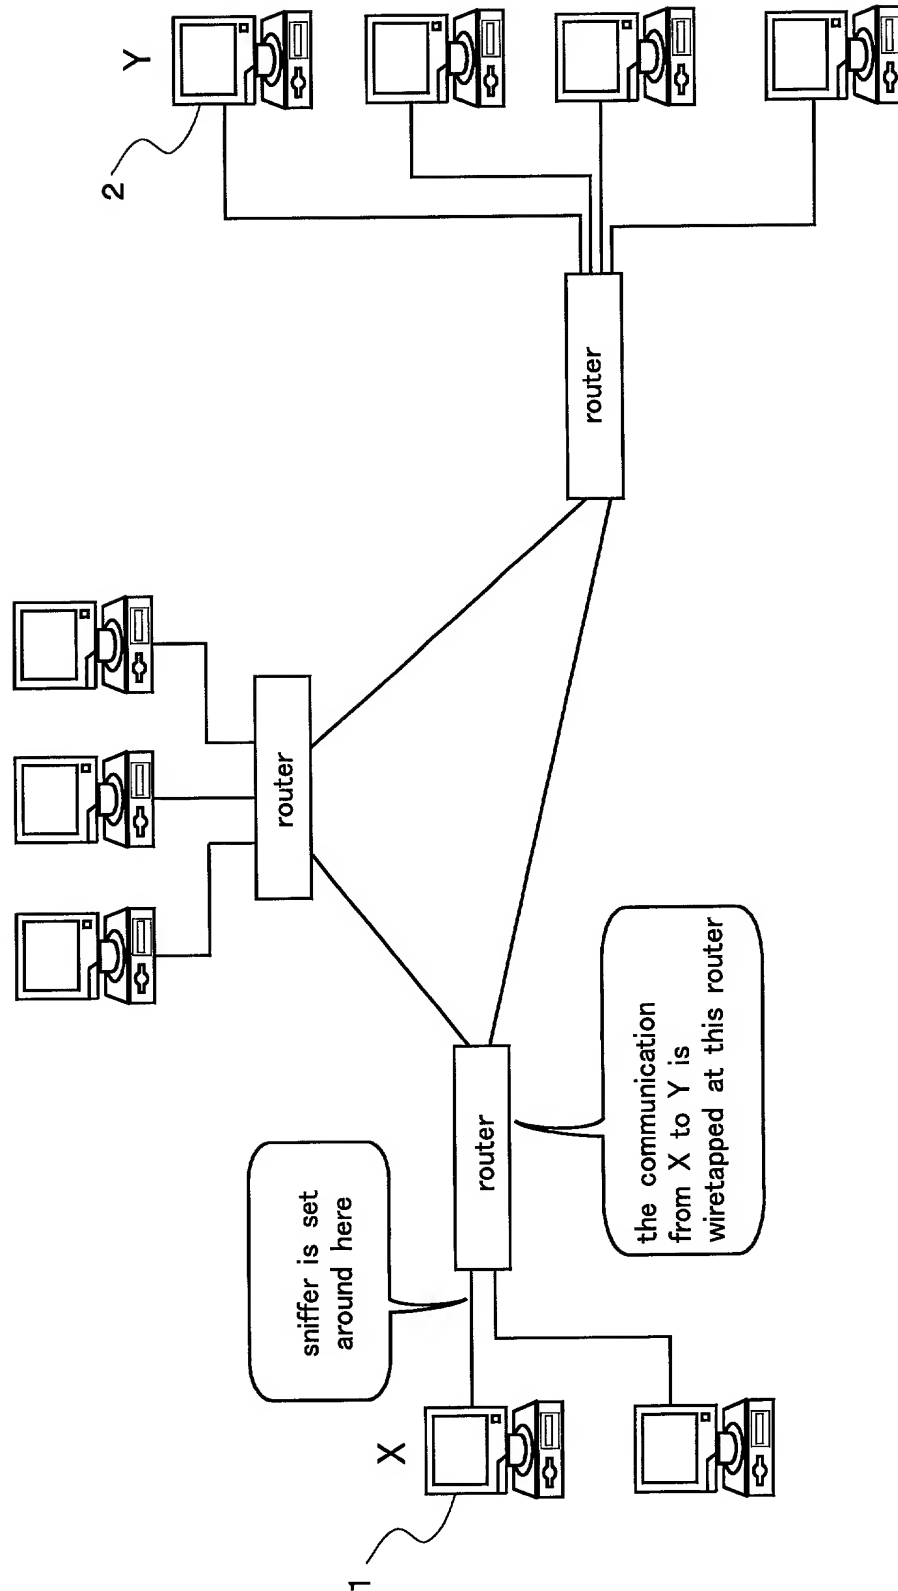 Y
2
router
router
sniffer is set
around here
router
the communication
from X to Y is
wiretapped at this router
X
1